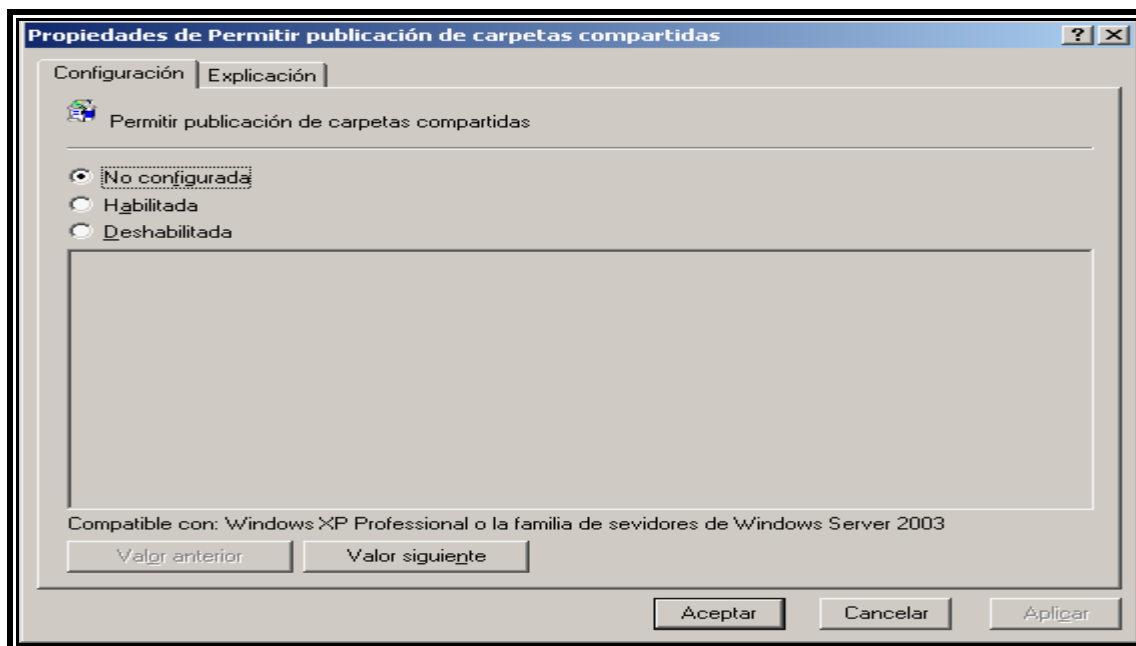 Propiedades de Permitir publicación de carpetas compartidas
Configuración
Explicación
Permitir publicación de carpetas compartidas
No configurada
Habilitada
Deshabilitada
Compatible con: Windows XP Professional o la familia de sevidores de Windows Server 2003
Valor anterior
Valor siguiente
Aceptar
Cancelar
Aplicar